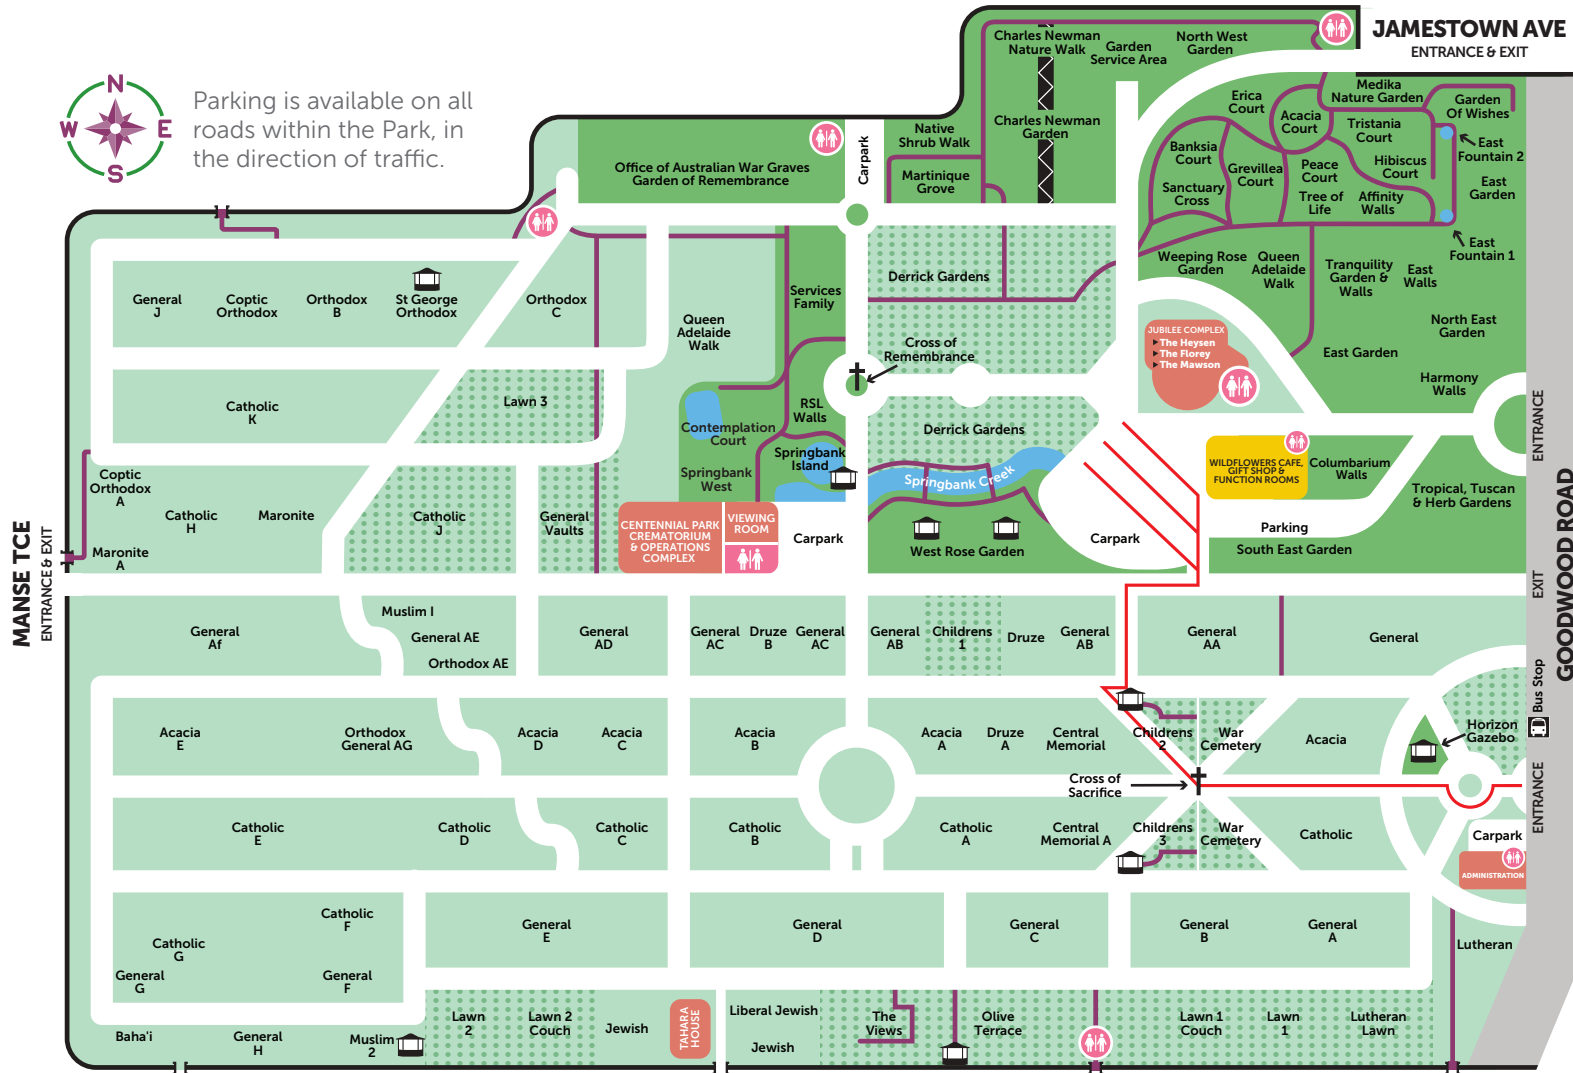 JAMESTOWN AVE
ENTRANCE & EXIT
N
W
E
S
Parking is available on all
roads within the Park, in
the direction of traffic.
Charles Newman
Nature Walk
Garden
Service Area
North West
Garden
Charles Newman
Garden
Native
Shrub Walk
Martinique
Grove
Carpark
Office of Australian War Graves
Garden of Remembrance
Erica
Court
Acacia
Court
Medika
Nature Garden
Garden
Of Wishes
Tristania
Court
Banksia
Court
Grevillea
Court
Peace
Court
Hibiscus
Court
East
Fountain 2
Sanctuary
Cross
Tree of
Life
Affinity
Walls
East
Garden
East
Fountain 1
Weeping Rose
Garden
Queen
Adelaide
Walk
Tranquility
Garden &
Walls
East
Walls
North East
Garden
East Garden
Harmony
Walls
General
J
Coptic
Orthodox
Orthodox
B
St George
Orthodox
Orthodox
C
Queen
Adelaide
Walk
Services
Family
Derrick Gardens
Cross of
Remembrance
JUBILEE COMPLEX
The Heysen
The Florey
The Mawson
Catholic
K
Lawn 3
RSL
Walls
Contemplation
Court
Derrick Gardens
Springbank
Island
Springbank
West
Springbank Creek
WILDFLOWERS CAFE,
GIFT SHOP &
FUNCTION ROOMS
Columbarium
Walls
Tropical, Tuscan
& Herb Gardens
ENTRANCE
Coptic
Orthodox
A
Catholic
H
Maronite
Catholic
J
General
Vaults
Maronite
A
CENTENNIAL PARK
CREMATORIUM
& OPERATIONS
COMPLEX
VIEWING
ROOM
Carpark
West Rose Garden
Carpark
Parking
South East Garden
MANSE TCE
ENTRANCE & EXIT
EXIT
GOODWOOD ROAD
General
Af
Muslim I
General AE
Orthodox AE
General
AD
General
AC
Druze
B
General
AC
General
AB
Childrens
1
Druze
General
AB
General
AA
General
Bus Stop
Acacia
E
Orthodox
General AG
Acacia
D
Acacia
C
Acacia
B
Acacia
A
Druze
A
Central
Memorial
Childrens
2
War
Cemetery
Acacia
Horizon
Gazebo
Cross of
Sacrifice
ENTRANCE
Catholic
E
Catholic
D
Catholic
C
Catholic
B
Catholic
A
Central
Memorial A
Childrens
3
War
Cemetery
Catholic
Carpark
ADMINISTRATION
Catholic
F
Catholic
G
General
G
General
F
General
E
General
D
General
C
General
B
General
A
Lutheran
Baha'i
General
H
Muslim
2
Lawn
2
Lawn 2
Couch
Jewish
TAHARA
HOUSE
Liberal Jewish
Jewish
The
Views
Olive
Terrace
Lawn 1
Couch
Lawn
1
Lutheran
Lawn